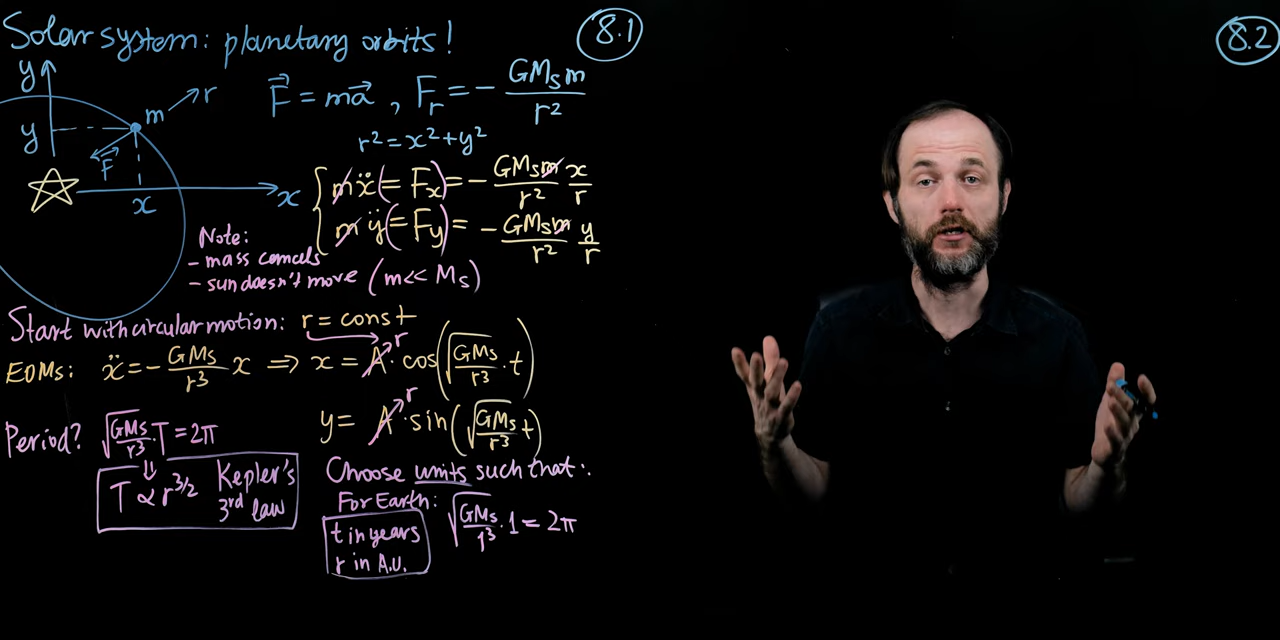 Solar system: planetary orbits!
8.1
8.2
y
m → r
F⃗ = ma⃗ , F_r = - GM_s m / r²
y
r² = x² + y²
F⃗
{ mẍ (= F_x) = - GM_s m / r² x / r
x
x
mÿ (= F_y) = - GM_s m / r² y / r
Note:
- mass cancels
- sun doesn't move (m << M_s)
Start with circular motion: r = const
EOMs: ẍ = - GM_s / r³ x ⇒ x = A r · cos(√(GM_s / r³) · t)
y = A r · sin(√(GM_s / r³) t)
Period? √(GM_s / r³) · T = 2π
⇓
T ∝ r^3/2 Kepler's
3rd law
Choose units such that:
For Earth: √(GM_s / 1³) · 1 = 2π
t in years
r in A.U.